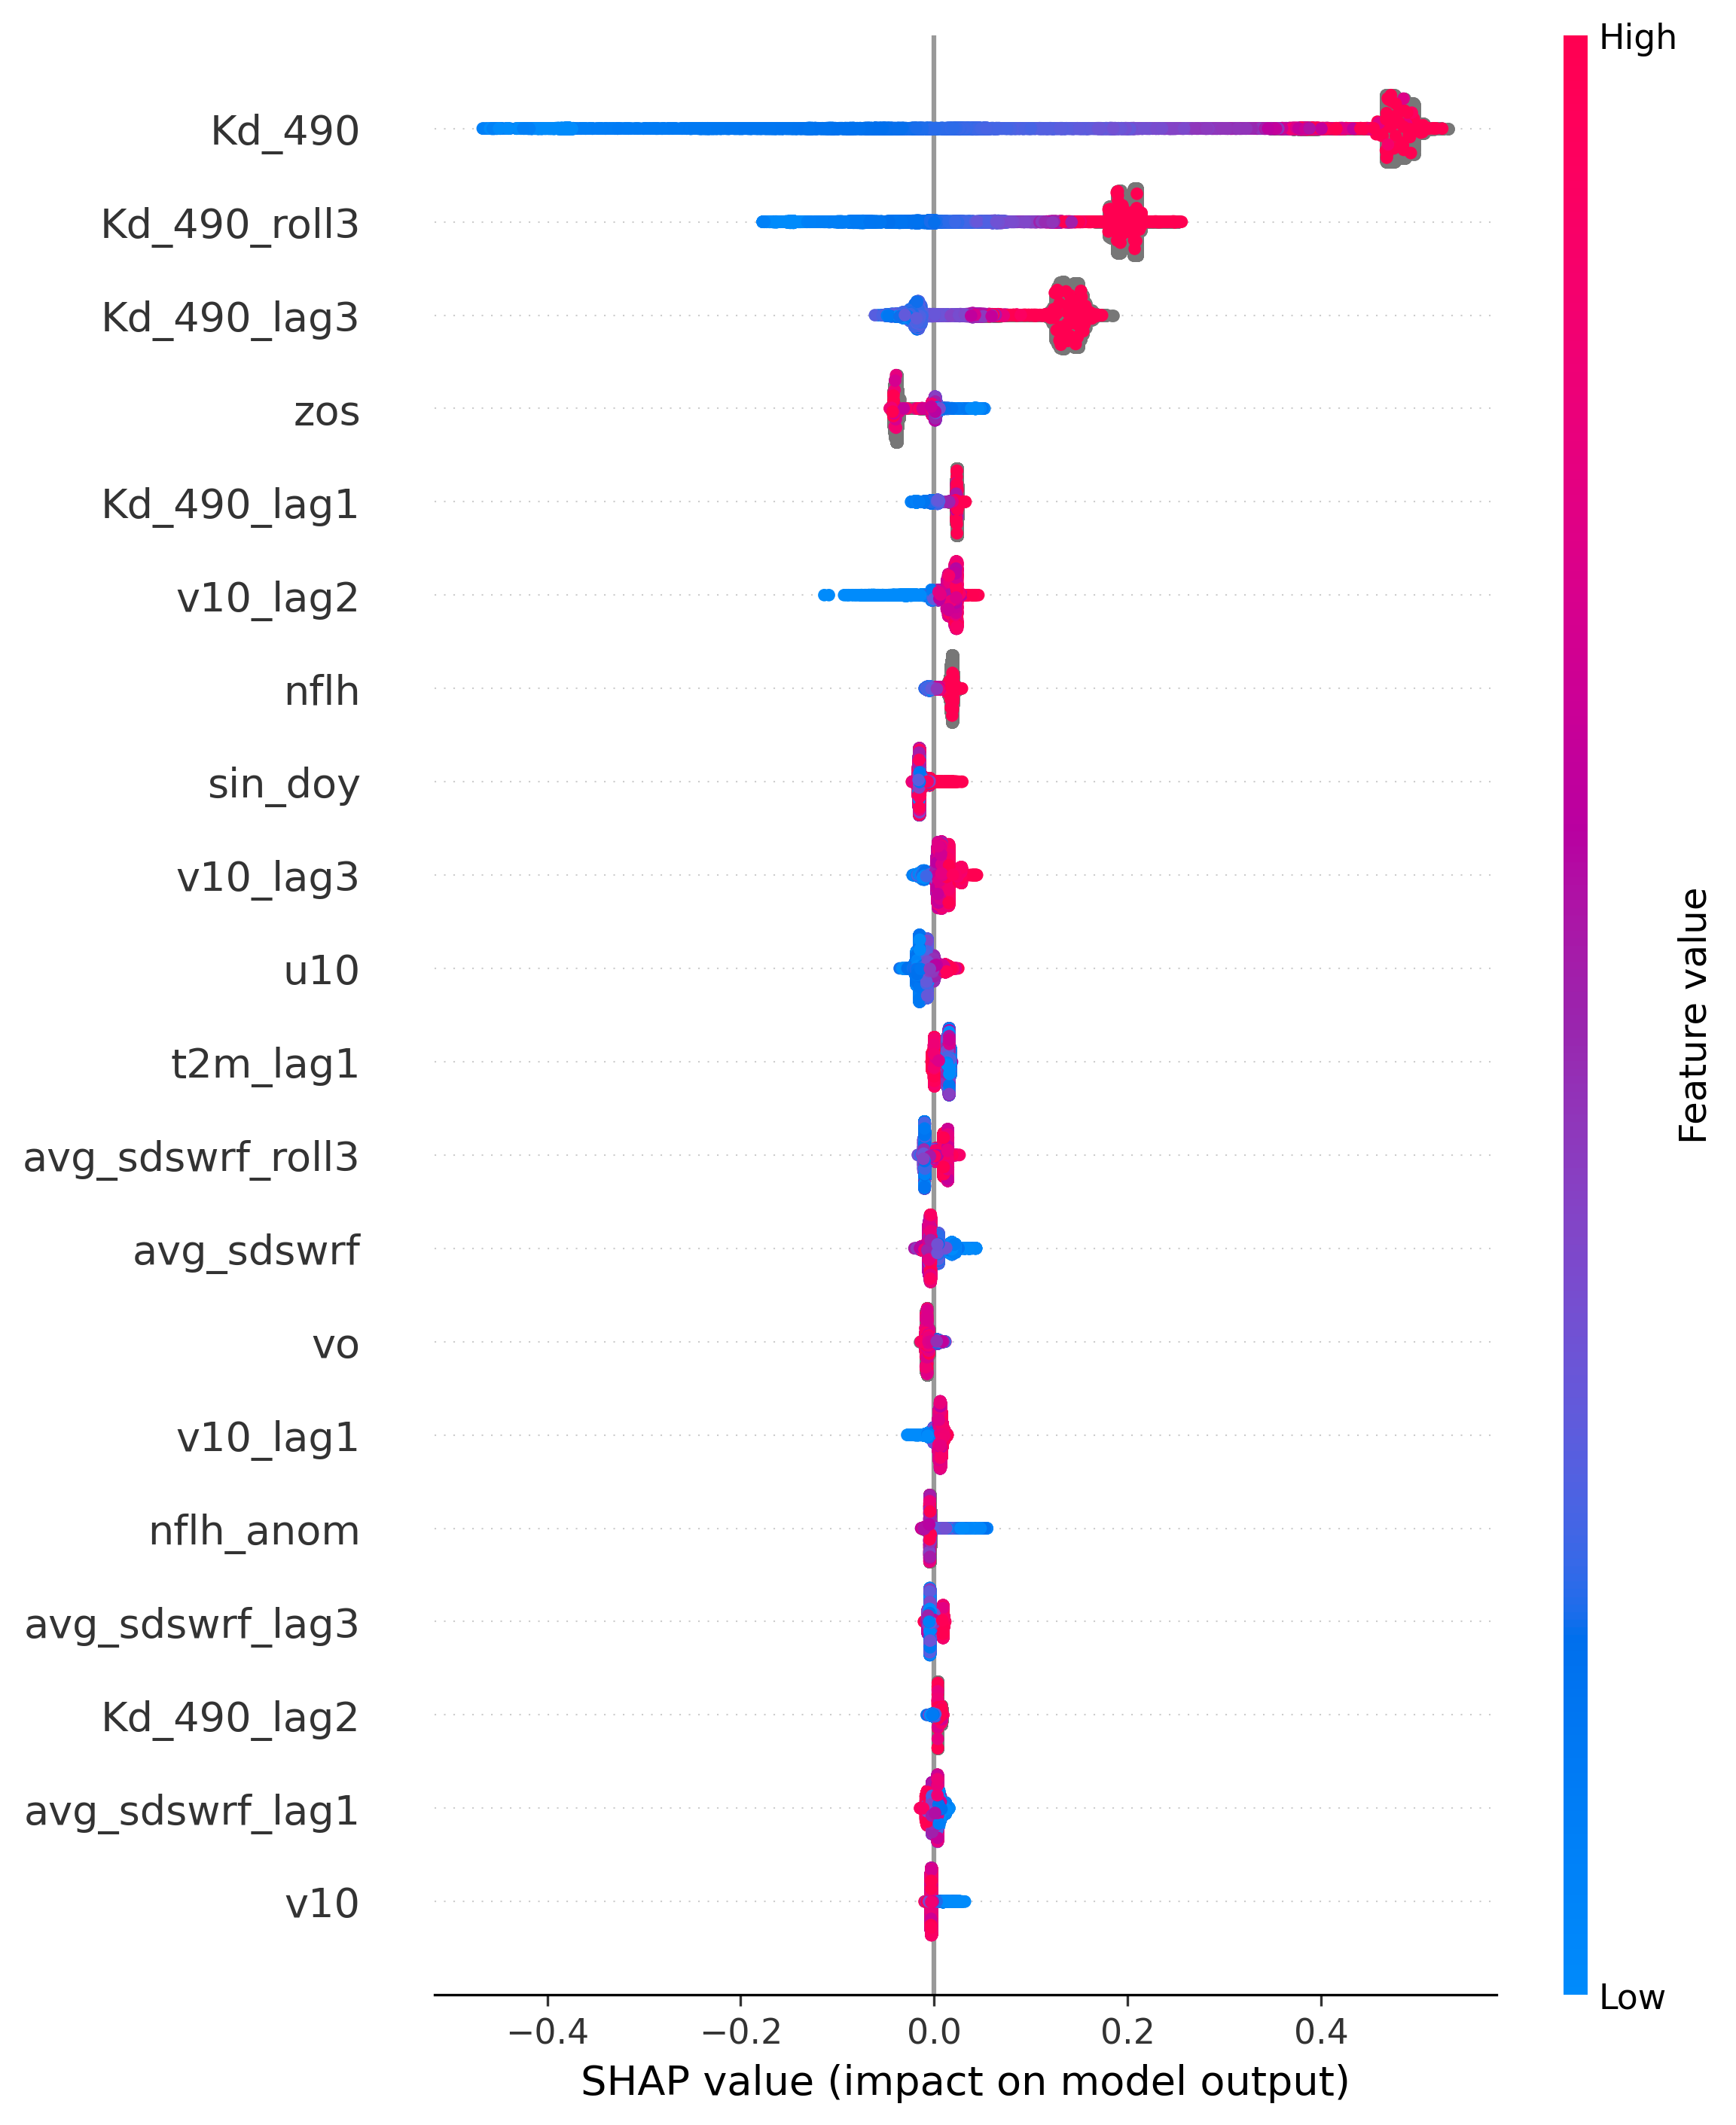 High
Kd_490
Kd_490_roll3
Kd_490_lag3
zos
Kd_490_lag1
v10_lag2
nflh
sin_doy
v10_lag3
u10
t2m_lag1
avg_sdswrf_roll3
avg_sdswrf
vo
v10_lag1
nflh_anom
avg_sdswrf_lag3
Kd_490_lag2
avg_sdswrf_lag1
v10
Feature value
Low
−0.4 −0.2 0.0 0.2 0.4
SHAP value (impact on model output)